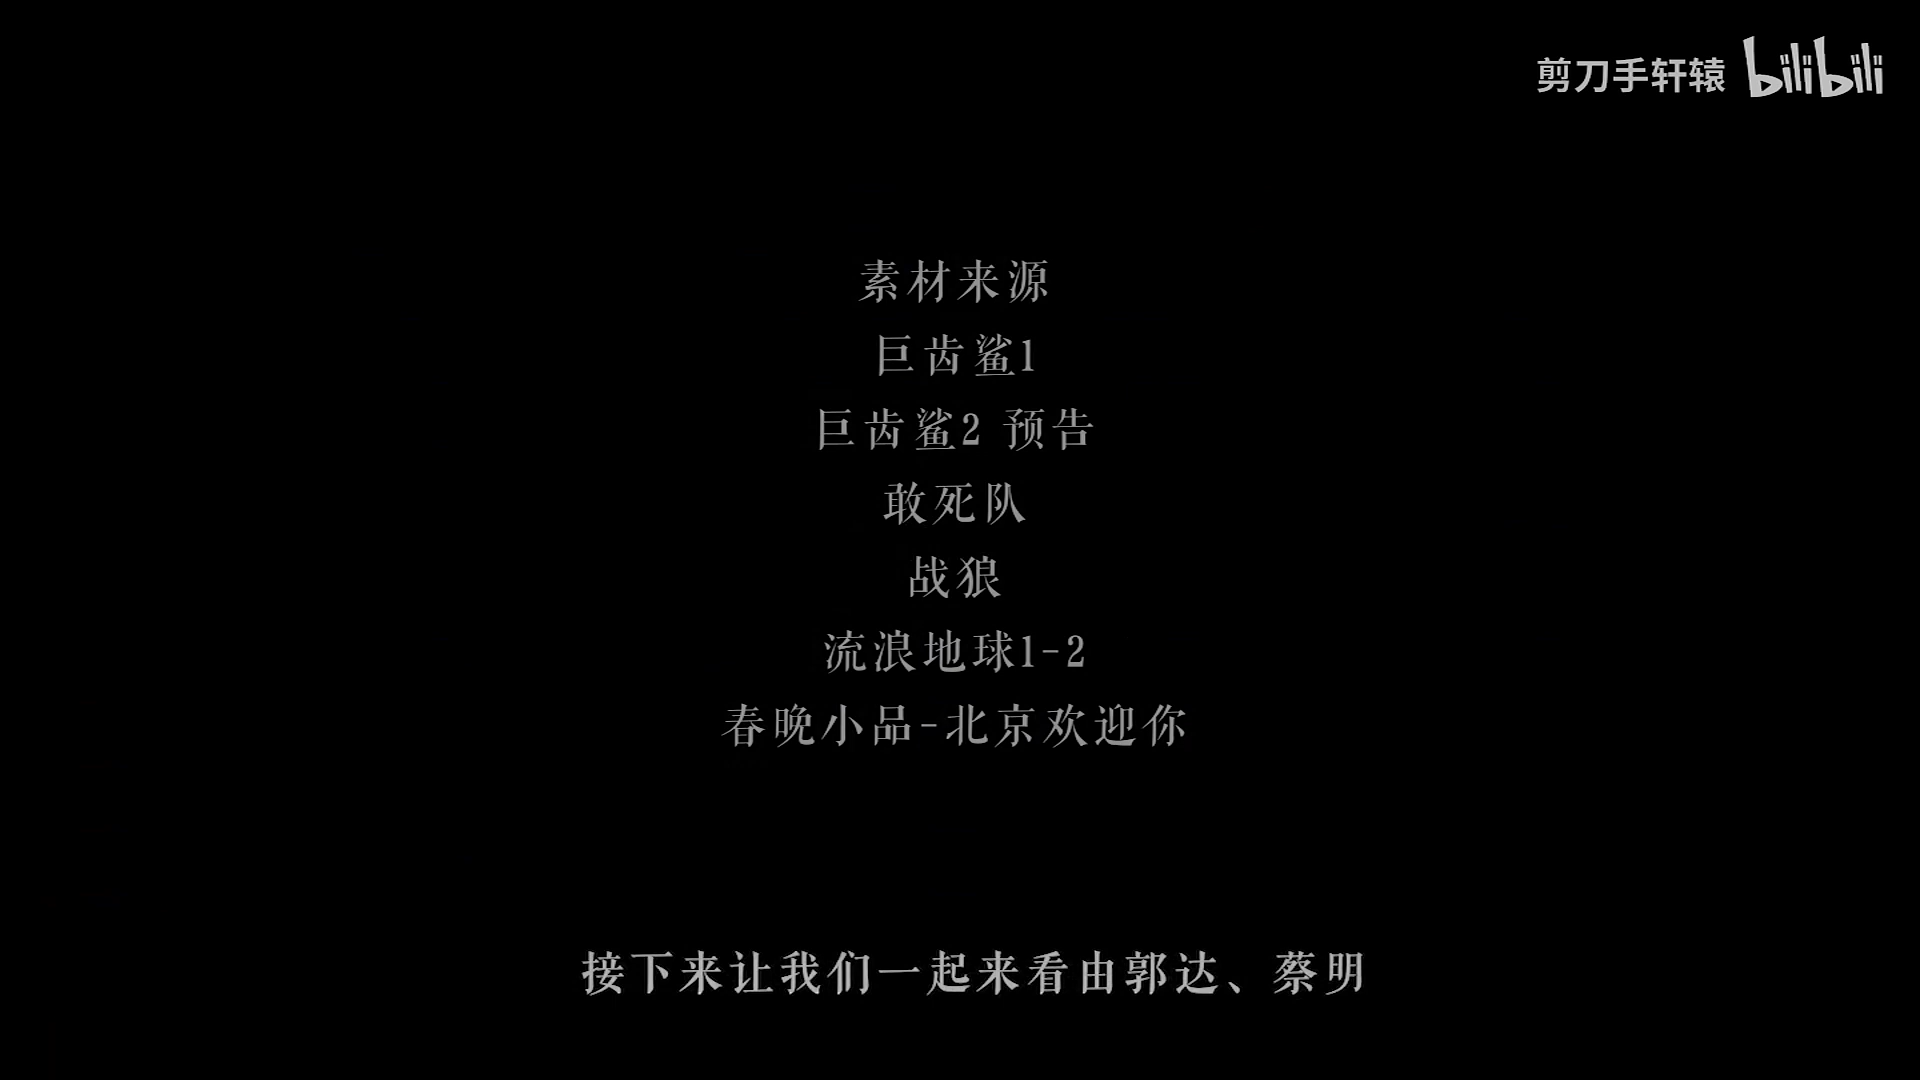 剪刀手轩辕 bilibili
素材来源
巨齿鲨1
巨齿鲨2 预告
敢死队
战狼
流浪地球1-2
春晚小品-北京欢迎你
接下来让我们一起来看由郭达、蔡明